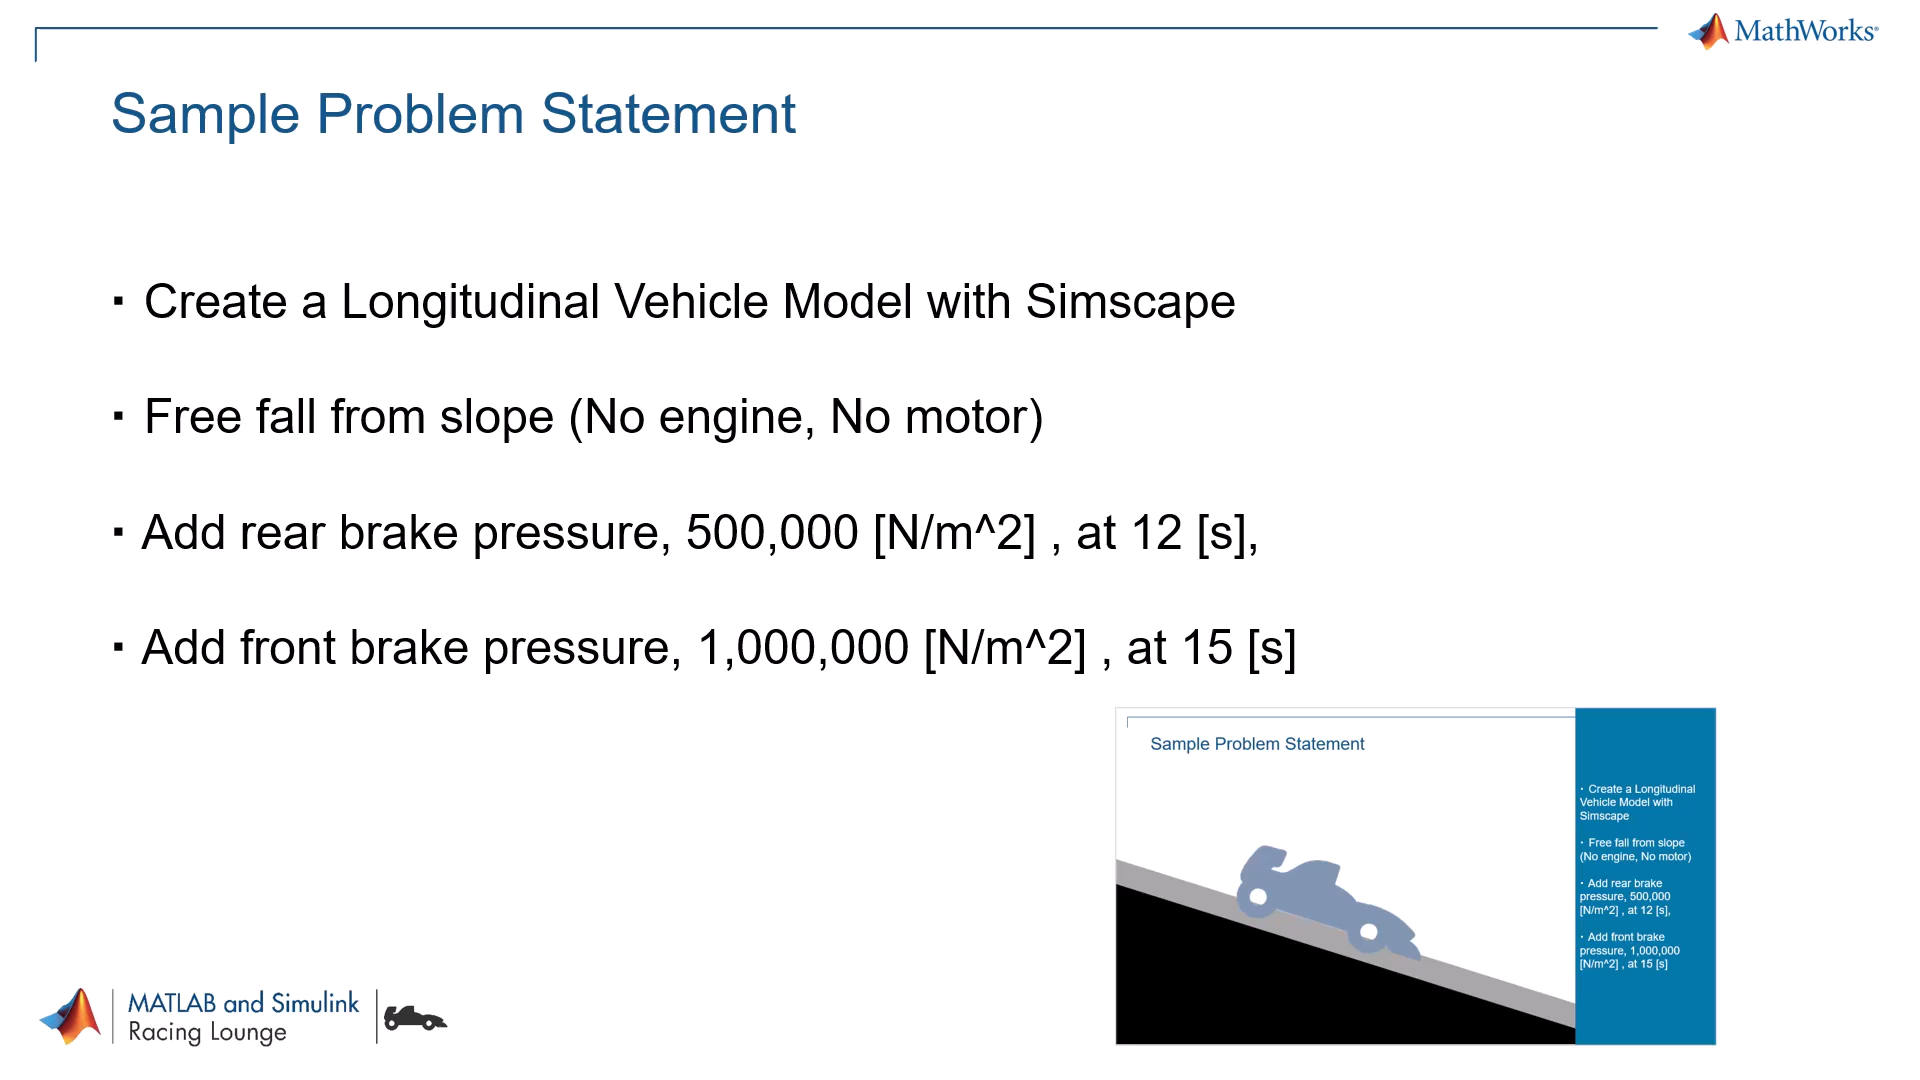 MathWorks®
Sample Problem Statement
▪ Create a Longitudinal Vehicle Model with Simscape
▪ Free fall from slope (No engine, No motor)
▪ Add rear brake pressure, 500,000 [N/m^2] , at 12 [s],
▪ Add front brake pressure, 1,000,000 [N/m^2] , at 15 [s]
Sample Problem Statement
· Create a Longitudinal
Vehicle Model with
Simscape
· Free fall from slope
(No engine, No motor)
· Add rear brake
pressure, 500,000
[N/m^2] , at 12 [s],
· Add front brake
pressure, 1,000,000
[N/m^2] , at 15 [s]
MATLAB and Simulink
Racing Lounge